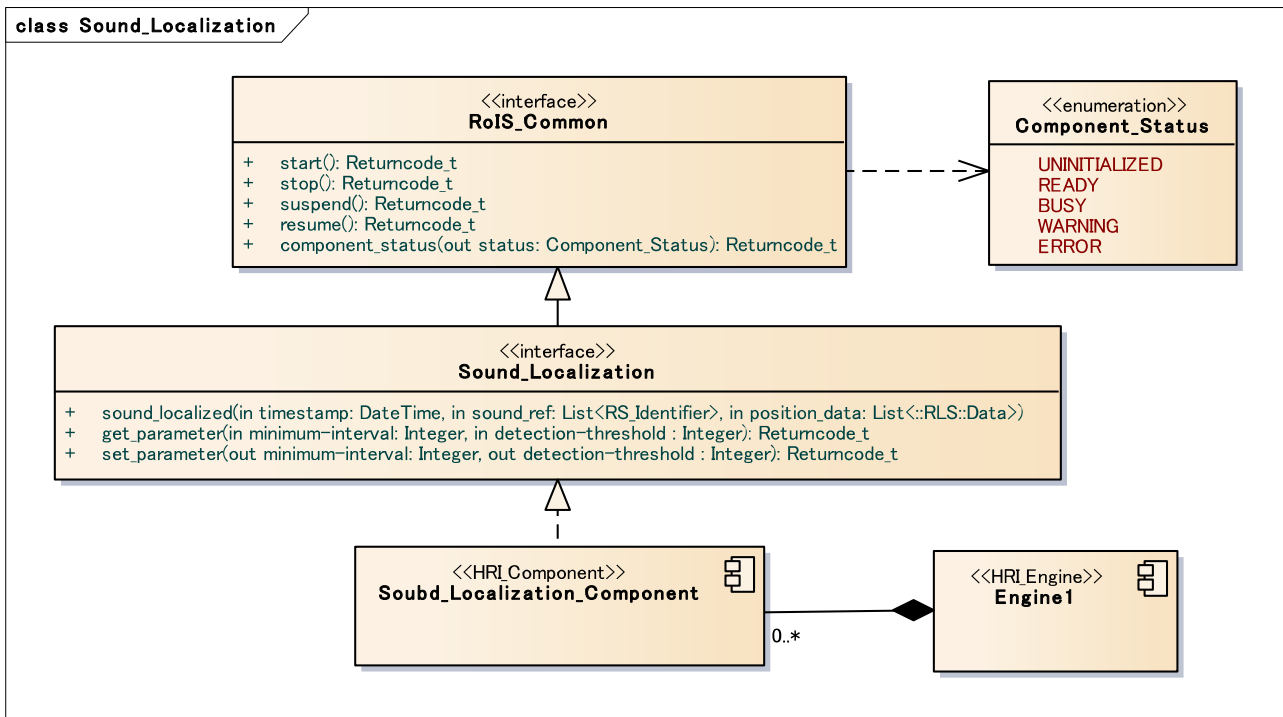 class Sound_Localization
<<interface>>
RoIS_Common
+ start(): Returncode_t
+ stop(): Returncode_t
+ suspend(): Returncode_t
+ resume(): Returncode_t
+ component_status(out status: Component_Status): Returncode_t
<<enumeration>>
Component_Status
UNINITIALIZED
READY
BUSY
WARNING
ERROR
<<interface>>
Sound_Localization
+ sound_localized(in timestamp: DateTime, in sound_ref: List<RS_Identifier>, in position_data: List<::RLS::Data>)
+ get_parameter(in minimum-interval: Integer, in detection-threshold : Integer): Returncode_t
+ set_parameter(out minimum-interval: Integer, out detection-threshold : Integer): Returncode_t
<<HRI_Component>>
Soubd_Localization_Component
0..*
<<HRI_Engine>>
Engine1